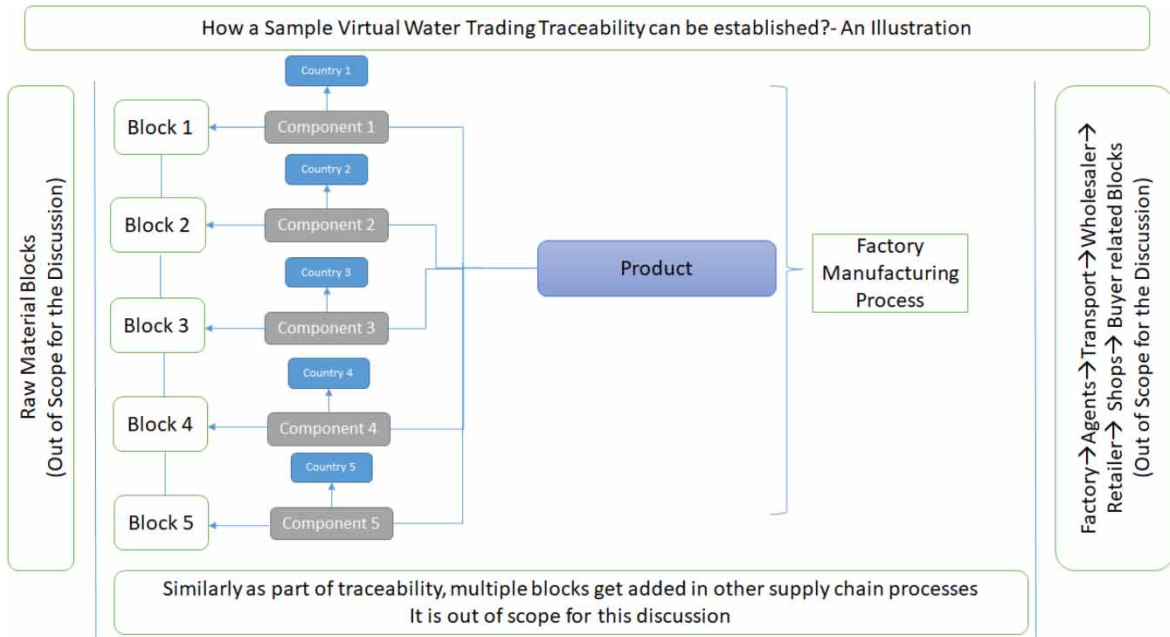 How a Sample Virtual Water Trading Traceability can be established?- An Illustration
Raw Material Blocks
(Out of Scope for the Discussion)
Block 1
Country 1
Component 1
Block 2
Country 2
Component 2
Block 3
Country 3
Component 3
Block 4
Country 4
Component 4
Block 5
Country 5
Component 5
Product
Factory
Manufacturing
Process
Factory→Agents→Transport→Wholesaler→
Retailer→ Shops→ Buyer related Blocks
(Out of Scope for the Discussion)
Similarly as part of traceability, multiple blocks get added in other supply chain processes
It is out of scope for this discussion